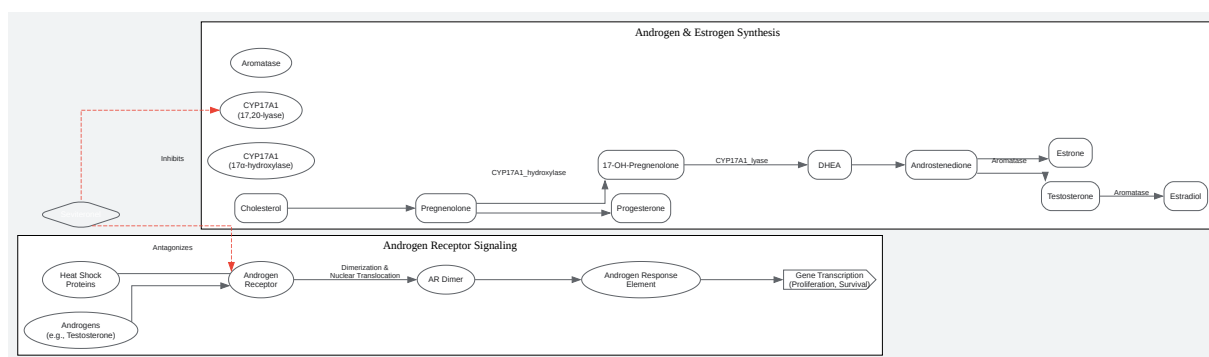 Androgen & Estrogen Synthesis
Aromatase
CYP17A1
(17,20-lyase)
CYP17A1
(17α-hydroxylase)
Inhibits
Cholesterol
Pregnenolone
CYP17A1_hydroxylase
17-OH-Pregnenolone
Progesterone
CYP17A1_lyase
DHEA
Androstenedione
Aromatase
Estrone
Testosterone
Aromatase
Estradiol
Androgen Receptor Signaling
Antagonizes
Heat Shock
Proteins
Androgens
(e.g., Testosterone)
Androgen
Receptor
Dimerization &
Nuclear Translocation
AR Dimer
Androgen Response
Element
Gene Transcription
(Proliferation, Survival)